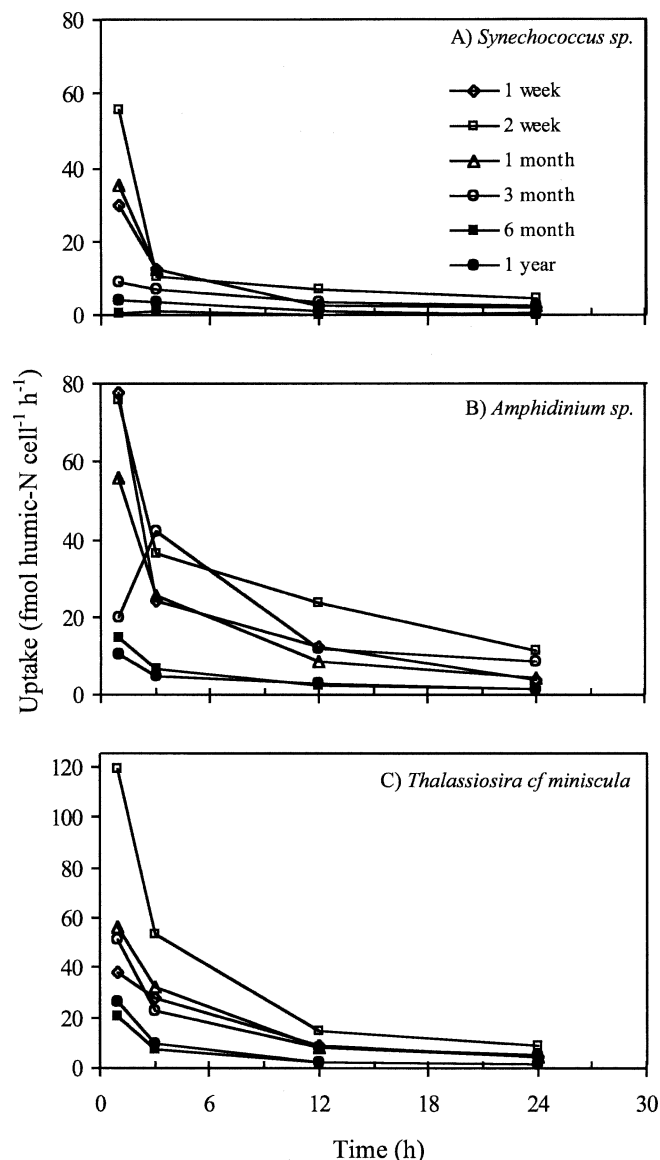 80
60
40
20
0
A) Synechococcus sp.
1 week
2 week
1 month
3 month
6 month
1 year
Uptake (fmol humic-N cell⁻¹ h⁻¹)
80
60
40
20
0
B) Amphidinium sp.
120
100
80
60
40
20
0
C) Thalassiosira cf miniscula
0 6 12 18 24 30
Time (h)